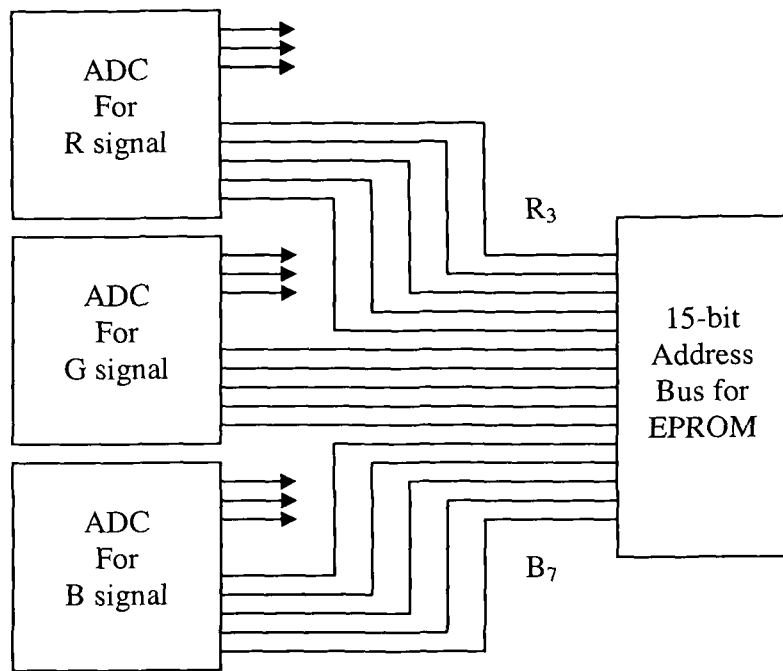 ADC
For
R signal
R₃
ADC
For
G signal
15-bit
Address
Bus for
EPROM
ADC
For
B signal
B₇